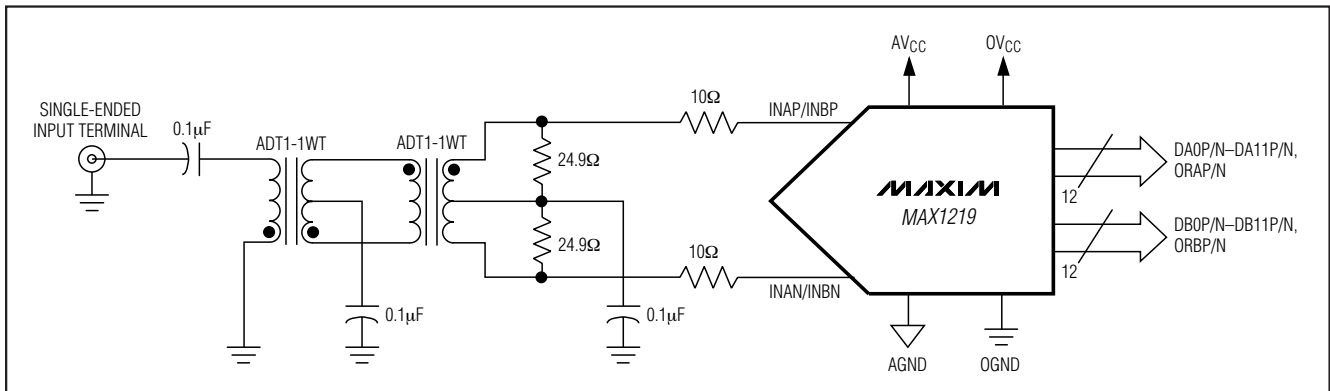 SINGLE-ENDED
INPUT TERMINAL
0.1µF
ADT1-1WT
ADT1-1WT
0.1µF
24.9Ω
24.9Ω
0.1µF
10Ω
10Ω
INAP/INBP
INAN/INBN
AVCC
OVCC
MAXIM
MAX1219
AGND
OGND
DA0P/N–DA11P/N,
ORAP/N
12
DB0P/N–DB11P/N,
ORBP/N
12